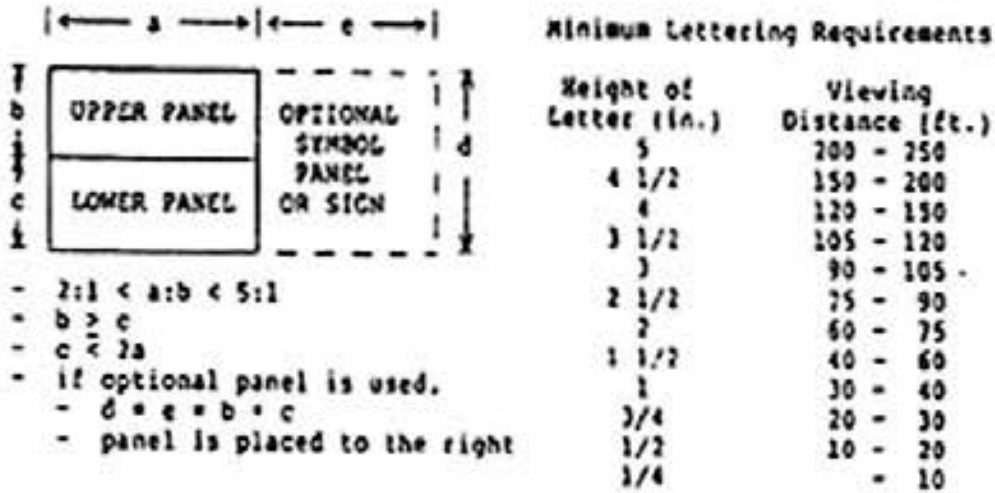 a e
Minimum Lettering Requirements
b
c
d
UPPER PANEL
LOWER PANEL
OPTIONAL
SYMBOL
PANEL
OR SIGN
- 2:1 < a:b < 5:1
- b ≥ c
- c ≤ 2a
- if optional panel is used,
- d = e = b + c
- panel is placed to the right
Height of Viewing
Letter (in.) Distance (ft.)
5 200 - 250
4 1/2 150 - 200
4 120 - 150
3 1/2 105 - 120
3 90 - 105
2 1/2 75 - 90
2 60 - 75
1 1/2 40 - 60
1 30 - 40
3/4 20 - 30
1/2 10 - 20
1/4 - 10